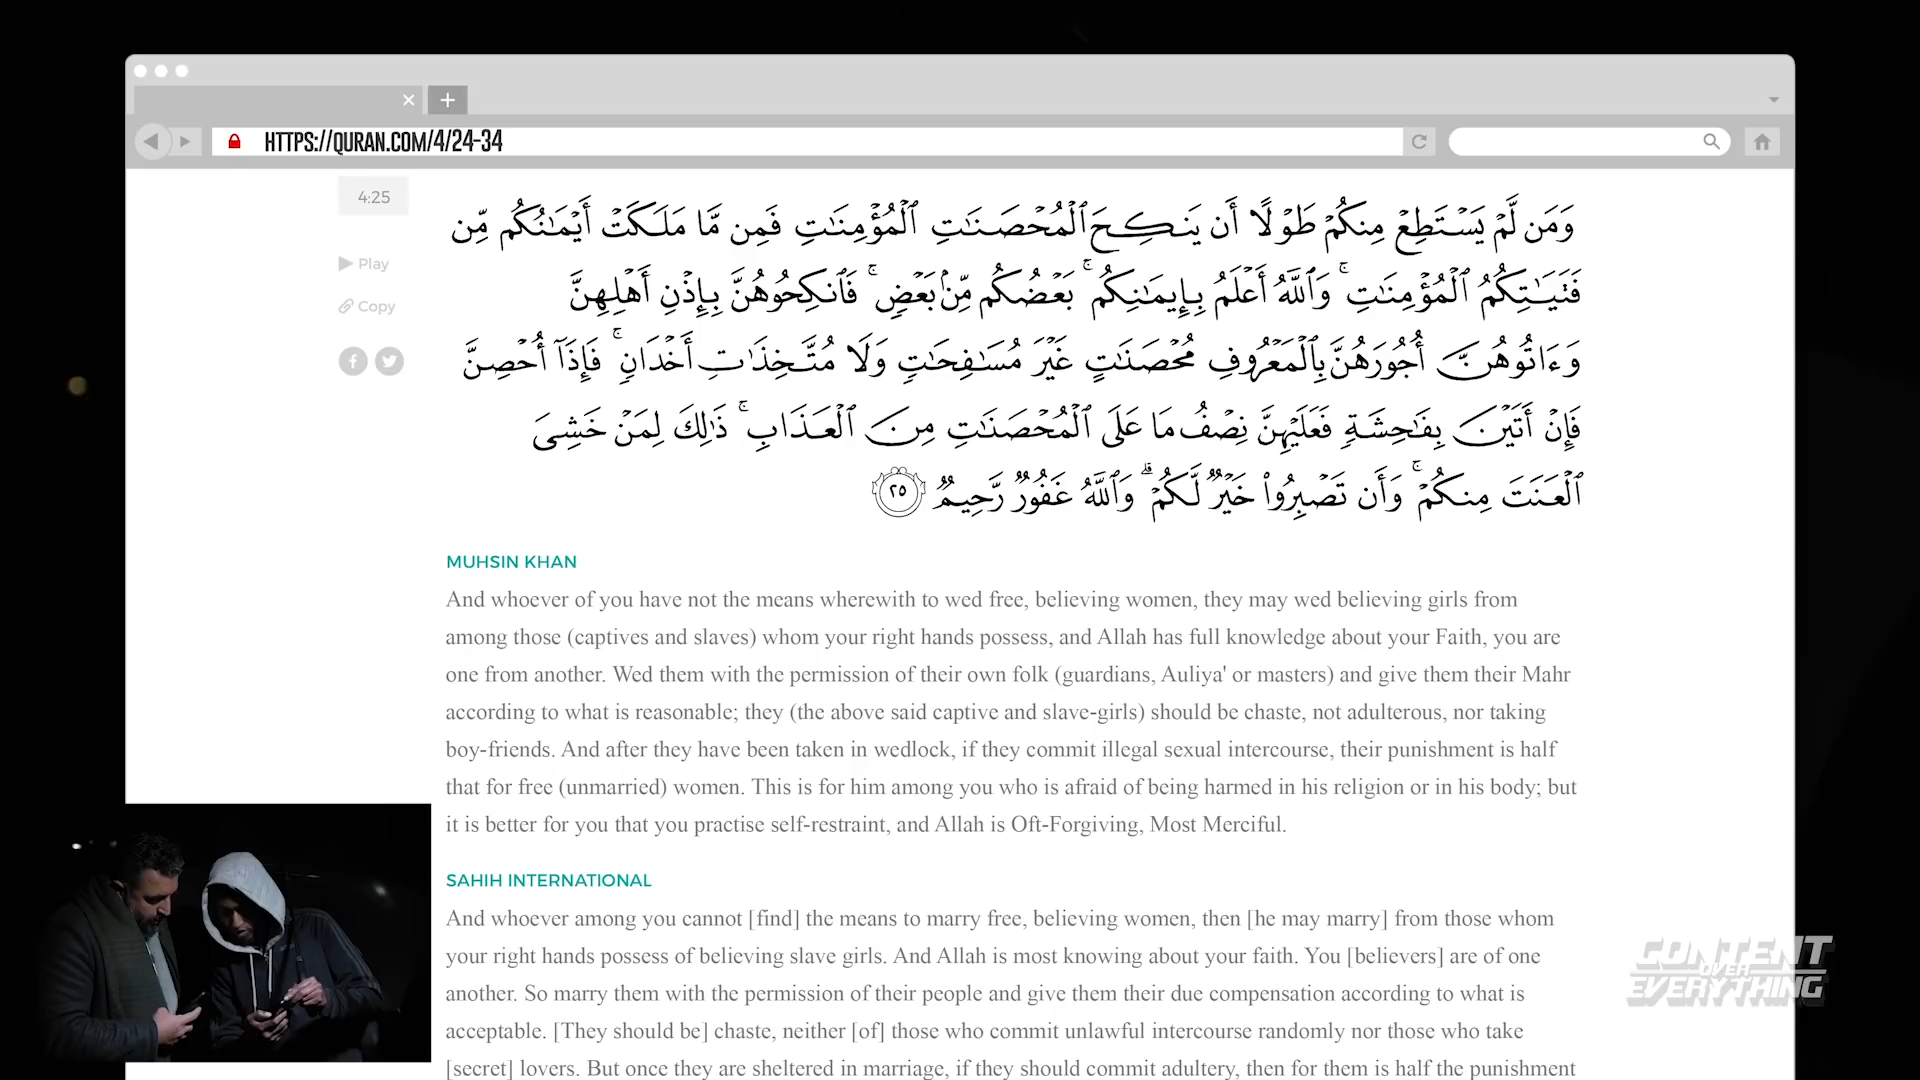 HTTPS://QURAN.COM/4/24-34
4:25
Play
Copy
وَمَن لَّمْ يَسْتَطِعْ مِنكُمْ طَوْلًا أَن يَنكِحَ ٱلْمُحْصَنَـٰتِ ٱلْمُؤْمِنَـٰتِ فَمِن مَّا مَلَكَتْ أَيْمَـٰنُكُم مِّن
فَتَيَـٰتِكُمُ ٱلْمُؤْمِنَـٰتِ ۚ وَٱللَّهُ أَعْلَمُ بِإِيمَـٰنِكُم ۚ بَعْضُكُم مِّنۢ بَعْضٍ ۚ فَٱنكِحُوهُنَّ بِإِذْنِ أَهْلِهِنَّ
وَءَاتُوهُنَّ أُجُورَهُنَّ بِٱلْمَعْرُوفِ مُحْصَنَـٰتٍ غَيْرَ مُسَـٰفِحَـٰتٍ وَلَا مُتَّخِذَٰتِ أَخْدَانٍ ۚ فَإِذَآ أُحْصِنَّ
فَإِنْ أَتَيْنَ بِفَـٰحِشَةٍ فَعَلَيْهِنَّ نِصْفُ مَا عَلَى ٱلْمُحْصَنَـٰتِ مِنَ ٱلْعَذَابِ ۚ ذَٰلِكَ لِمَنْ خَشِىَ
ٱلْعَنَتَ مِنكُمْ ۚ وَأَن تَصْبِرُوا۟ خَيْرٌ لَّكُمْ ۗ وَٱللَّهُ غَفُورٌ رَّحِيمٌ ٢٥
MUHSIN KHAN
And whoever of you have not the means wherewith to wed free, believing women, they may wed believing girls from
among those (captives and slaves) whom your right hands possess, and Allah has full knowledge about your Faith, you are
one from another. Wed them with the permission of their own folk (guardians, Auliya' or masters) and give them their Mahr
according to what is reasonable; they (the above said captive and slave-girls) should be chaste, not adulterous, nor taking
boy-friends. And after they have been taken in wedlock, if they commit illegal sexual intercourse, their punishment is half
that for free (unmarried) women. This is for him among you who is afraid of being harmed in his religion or in his body; but
it is better for you that you practise self-restraint, and Allah is Oft-Forgiving, Most Merciful.
SAHIH INTERNATIONAL
And whoever among you cannot [find] the means to marry free, believing women, then [he may marry] from those whom
your right hands possess of believing slave girls. And Allah is most knowing about your faith. You [believers] are of one
another. So marry them with the permission of their people and give them their due compensation according to what is
acceptable. [They should be] chaste, neither [of] those who commit unlawful intercourse randomly nor those who take
[secret] lovers. But once they are sheltered in marriage, if they should commit adultery, then for them is half the punishment
CONTENT
OVER
EVERYTHING